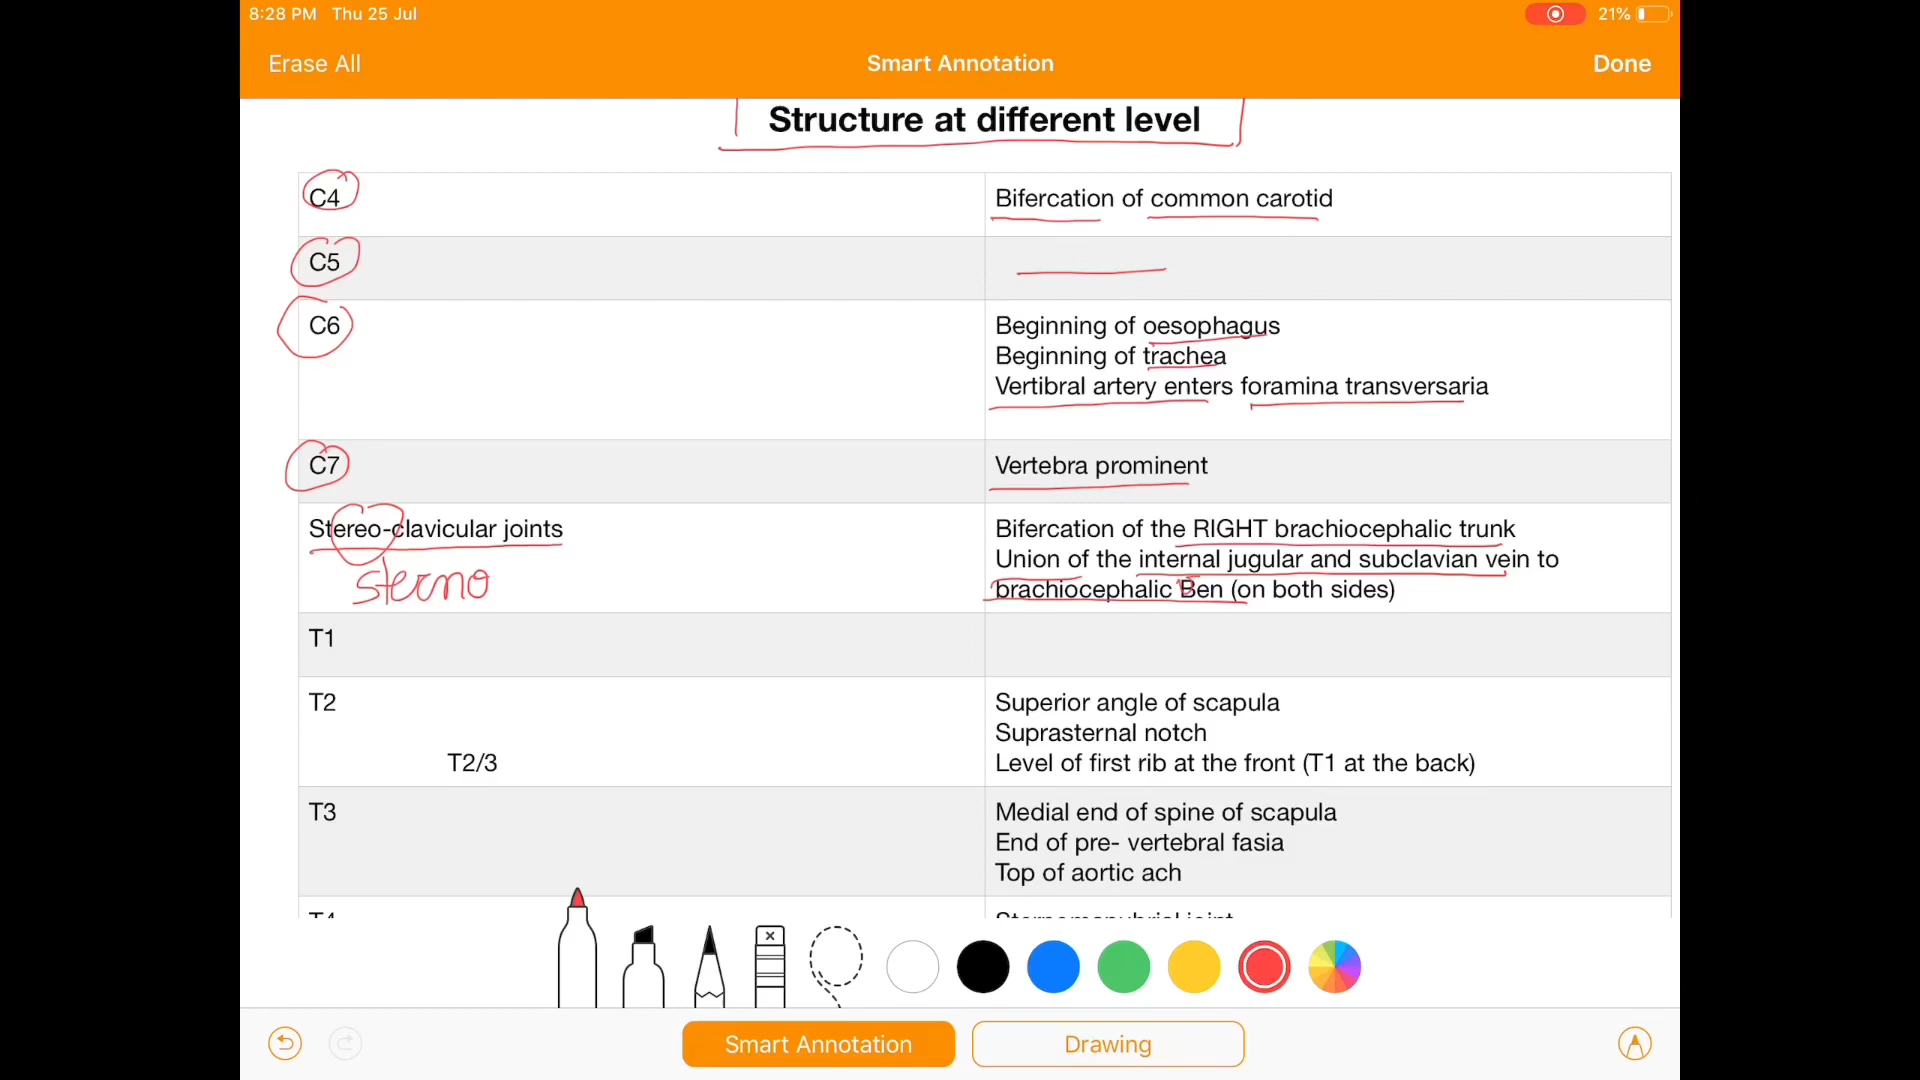 8:28 PM Thu 25 Jul
21%
Erase All
Smart Annotation
Done
Structure at different level
C4
Bifercation of common carotid
C5
C6
Beginning of oesophagus
Beginning of trachea
Vertibral artery enters foramina transversaria
C7
Vertebra prominent
Stereo-clavicular joints
sterno
Bifercation of the RIGHT brachiocephalic trunk
Union of the internal jugular and subclavian vein to
brachiocephalic Ben (on both sides)
T1
T2
T2/3
Superior angle of scapula
Suprasternal notch
Level of first rib at the front (T1 at the back)
T3
Medial end of spine of scapula
End of pre- vertebral fasia
Top of aortic ach
Smart Annotation
Drawing